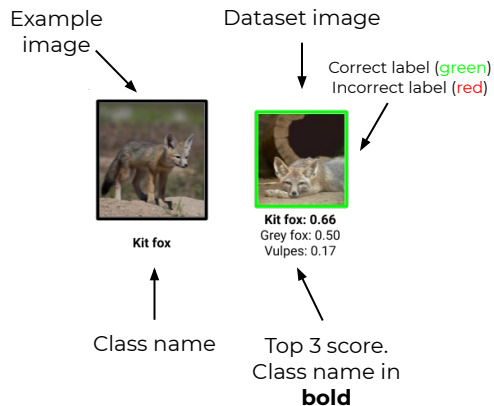 Example
image
Dataset image
Correct label (green)
Incorrect label (red)
Kit fox
Kit fox: 0.66
Grey fox: 0.50
Vulpes: 0.17
Class name
Top 3 score.
Class name in
bold